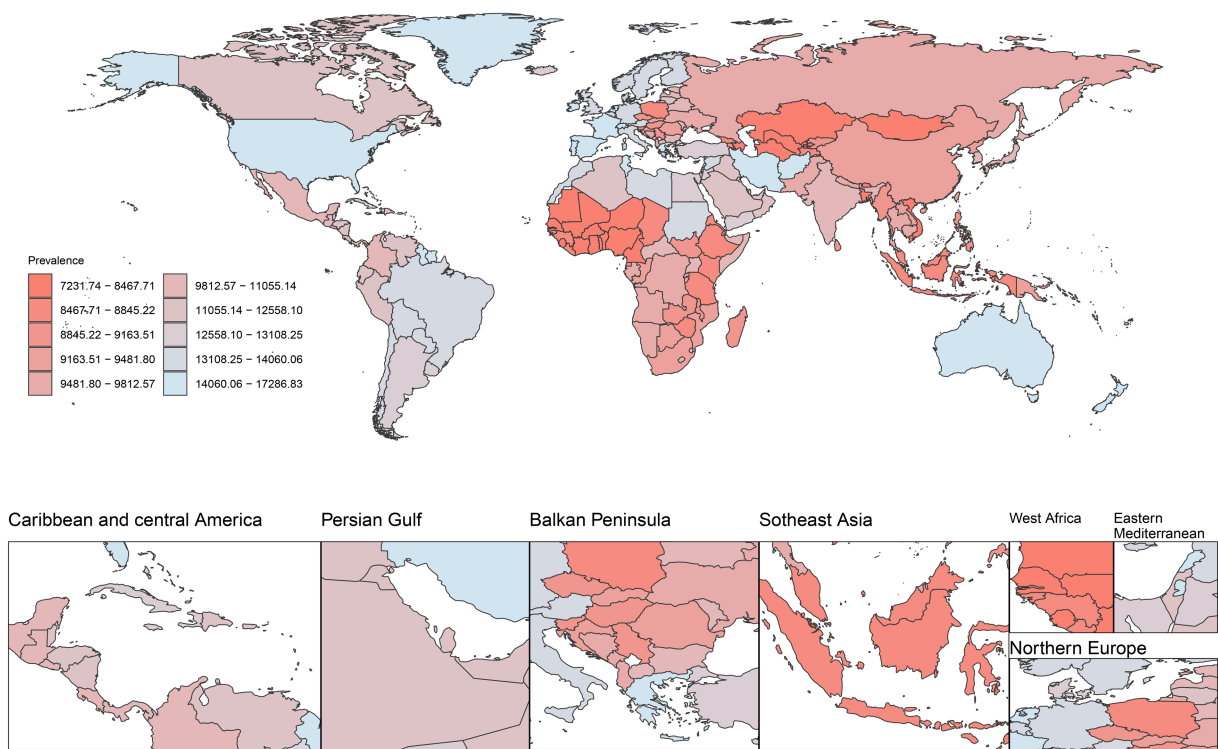 Prevalence
7231.74 – 8467.71
8467.71 – 8845.22
8845.22 – 9163.51
9163.51 – 9481.80
9481.80 – 9812.57
9812.57 – 11055.14
11055.14 – 12558.10
12558.10 – 13108.25
13108.25 – 14060.06
14060.06 – 17286.83
Caribbean and central America
Persian Gulf
Balkan Peninsula
Sotheast Asia
West Africa
Eastern
Mediterranean
Northern Europe